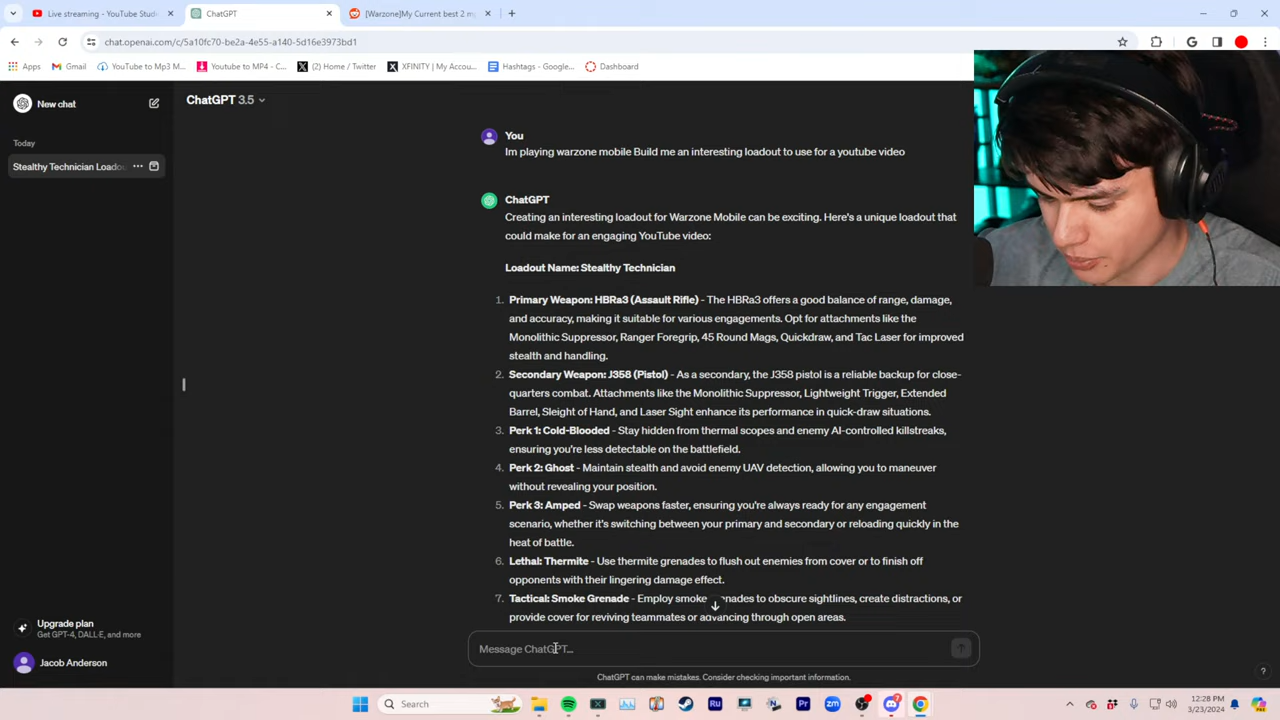 Live streaming - YouTube Stud
ChatGPT
[Warzone]My Current best 2 m
chat.openai.com/c/5a10fc70-be2a-4e55-a140-5d16e3973bd1
Apps
Gmail
YouTube to Mp3 M...
Youtube to MP4 - C...
(2) Home / Twitter
XFINITY | My Accou...
Hashtags - Google...
Dashboard
New chat
ChatGPT 3.5
Today
Stealthy Technician Loadou
You
Im playing warzone mobile Build me an interesting loadout to use for a youtube video
ChatGPT
Creating an interesting loadout for Warzone Mobile can be exciting. Here's a unique loadout that
could make for an engaging YouTube video:
Loadout Name: Stealthy Technician
1. Primary Weapon: HBRa3 (Assault Rifle) - The HBRa3 offers a good balance of range, damage,
and accuracy, making it suitable for various engagements. Opt for attachments like the
Monolithic Suppressor, Ranger Foregrip, 45 Round Mags, Quickdraw, and Tac Laser for improved
stealth and handling.
2. Secondary Weapon: J358 (Pistol) - As a secondary, the J358 pistol is a reliable backup for close-
quarters combat. Attachments like the Monolithic Suppressor, Lightweight Trigger, Extended
Barrel, Sleight of Hand, and Laser Sight enhance its performance in quick-draw situations.
3. Perk 1: Cold-Blooded - Stay hidden from thermal scopes and enemy AI-controlled killstreaks,
ensuring you're less detectable on the battlefield.
4. Perk 2: Ghost - Maintain stealth and avoid enemy UAV detection, allowing you to maneuver
without revealing your position.
5. Perk 3: Amped - Swap weapons faster, ensuring you're always ready for any engagement
scenario, whether it's switching between your primary and secondary or reloading quickly in the
heat of battle.
6. Lethal: Thermite - Use thermite grenades to flush out enemies from cover or to finish off
opponents with their lingering damage effect.
7. Tactical: Smoke Grenade - Employ smoke grenades to obscure sightlines, create distractions, or
provide cover for reviving teammates or advancing through open areas.
Upgrade plan
Get GPT-4, DALL·E, and more
Jacob Anderson
Message ChatGPT...
ChatGPT can make mistakes. Consider checking important information.
?
Search
Ru
Pr
zm
12:28 PM
3/23/2024